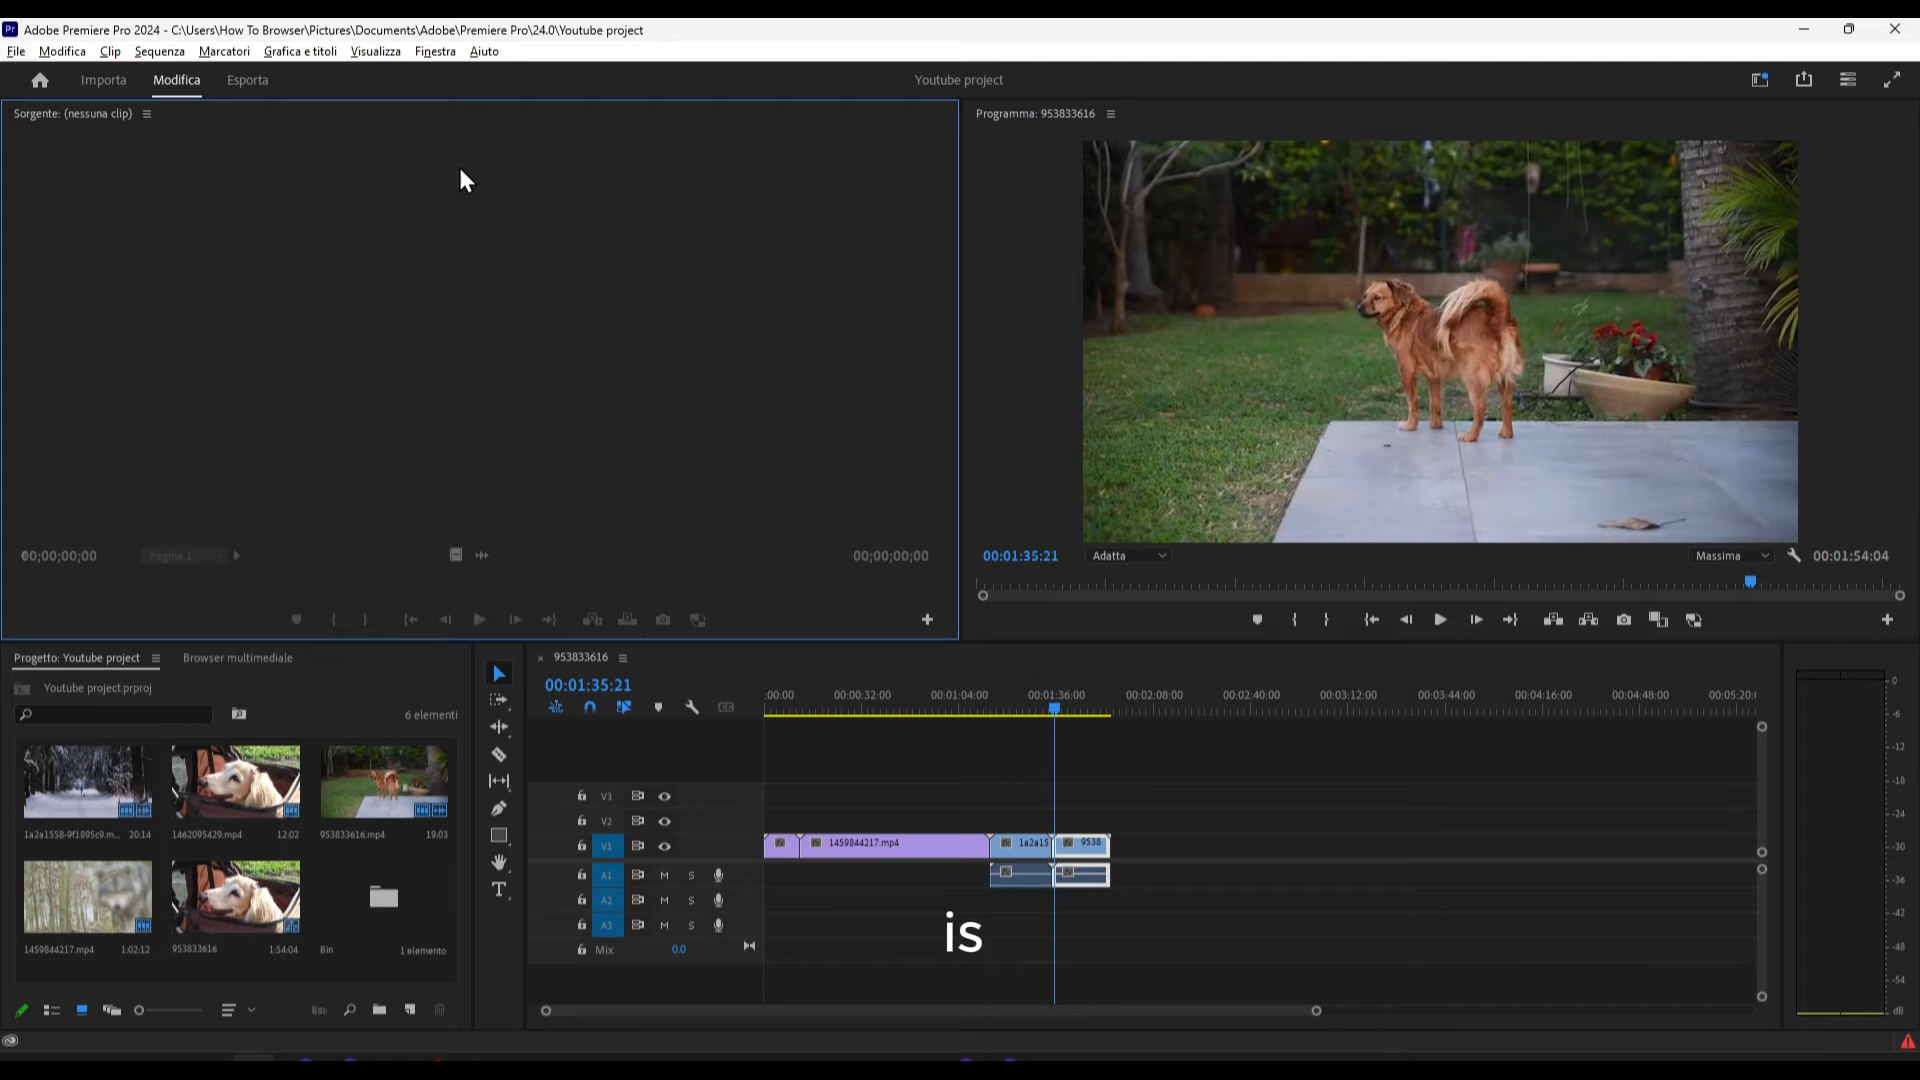 Pr Adobe Premiere Pro 2024 - C:\Users\How To Browser\Pictures\Documents\Adobe\Premiere Pro\24.0\Youtube project
File Modifica Clip Sequenza Marcatori Grafica e titoli Visualizza Finestra Aiuto
Importa Modifica Esporta Youtube project
Sorgente: (nessuna clip) Programma: 953833616
00;00;00;00 Pagina 1 00;00;00;00 00:01:35:21 Adatta Massima 00:01:54:04
Progetto: Youtube project Browser multimediale
Youtube project.prproj
6 elementi
1a2a1558-9f1895c9.m... 20:14
1462095429.mp4 12:02
953833616.mp4 19:03
1459844217.mp4 1:02:12
953833616 1:54:04
Bin 1 elemento
T
953833616
00:01:35:21
:00:00 00:00:32:00 00:01:04:00 00:01:36:00 00:02:08:00 00:02:40:00 00:03:12:00 00:03:44:00 00:04:16:00 00:04:48:00 00:05:20:
V3
V2
V1 fx fx 1459844217.mp4 fx 1a2a15 fx 9538
A1 M S
A2 M S
A3 M S
Mix 0.0
is
0
-6
-12
-18
-24
-30
-36
-42
-48
-54
dB